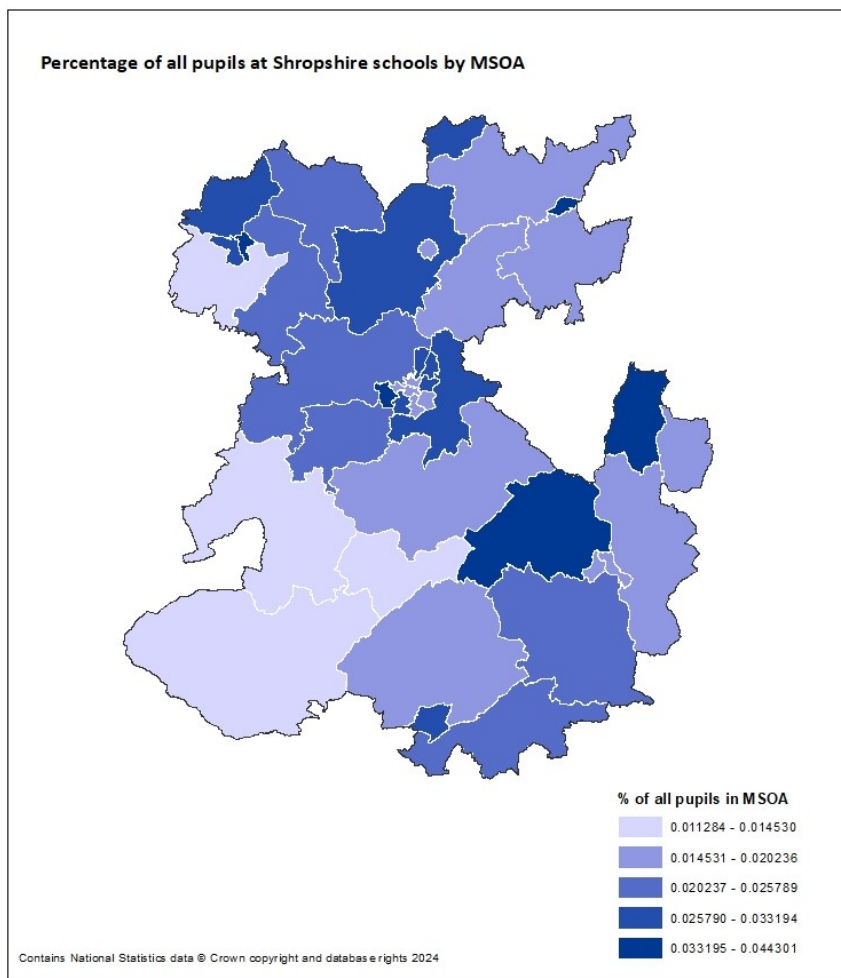 Percentage of all pupils at Shropshire schools by MSOA
% of all pupils in MSOA
0.011284 - 0.014530
0.014531 - 0.020236
0.020237 - 0.025789
0.025790 - 0.033194
0.033195 - 0.044301
Contains National Statistics data © Crown copyright and database rights 2024